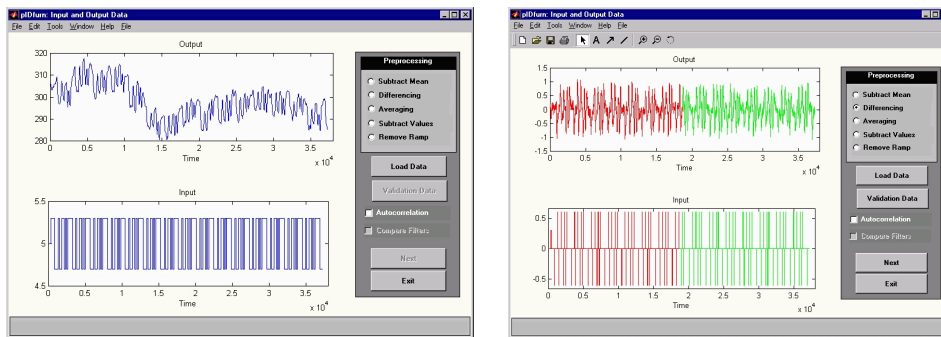 pIDfurn: Input and Output Data
File Edit Tools Window Help File
Output
320
310
300
290
280
0 0.5 1 1.5 2 2.5 3 3.5
Time
x 10^4
Input
5.5
5
4.5
0 0.5 1 1.5 2 2.5 3 3.5
Time
x 10^4
Preprocessing
Subtract Mean
Differencing
Averaging
Subtract Values
Remove Ramp
Load Data
Validation Data
Autocorrelation
Compare Filters
Next
Exit
pIDfurn: Input and Output Data
File Edit Tools Window Help File
Output
1.5
1
0.5
0
-0.5
-1
-1.5
0 0.5 1 1.5 2 2.5 3 3.5
Time
x 10^4
Input
0.5
0
-0.5
0 0.5 1 1.5 2 2.5 3 3.5
Time
x 10^4
Preprocessing
Subtract Mean
Differencing
Averaging
Subtract Values
Remove Ramp
Load Data
Validation Data
Autocorrelation
Compare Filters
Next
Exit